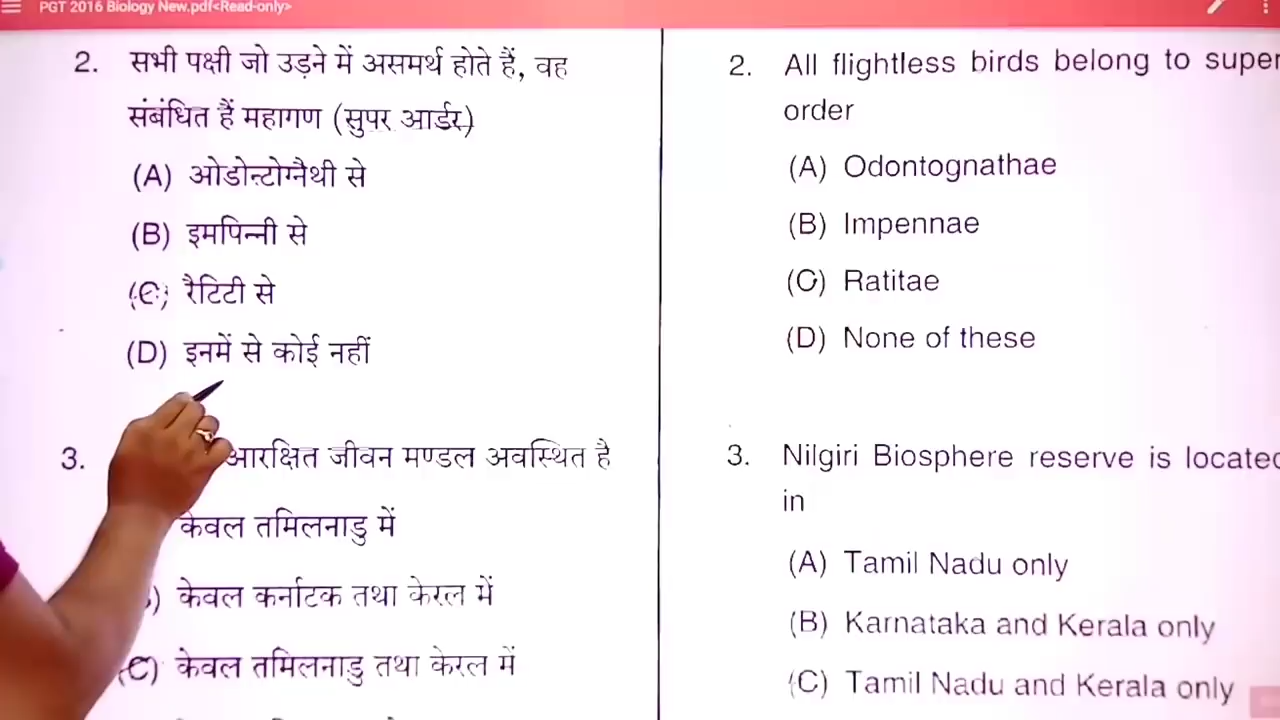 PGT 2016 Biology New.pdf<Read-only>
2. सभी पक्षी जो उड़ने में असमर्थ होते हैं, वह
संबंधित हैं महागण (सुपर आर्डर)
(A) ओडोन्टोग्नैथी से
(B) इमपिन्नी से
(C) रैटिटी से
(D) इनमें से कोई नहीं
3. आरक्षित जीवन मण्डल अवस्थित है
केवल तमिलनाडु में
) केवल कर्नाटक तथा केरल में
(C) केवल तमिलनाडु तथा केरल में
2. All flightless birds belong to super
order
(A) Odontognathae
(B) Impennae
(C) Ratitae
(D) None of these
3. Nilgiri Biosphere reserve is located
in
(A) Tamil Nadu only
(B) Karnataka and Kerala only
(C) Tamil Nadu and Kerala only